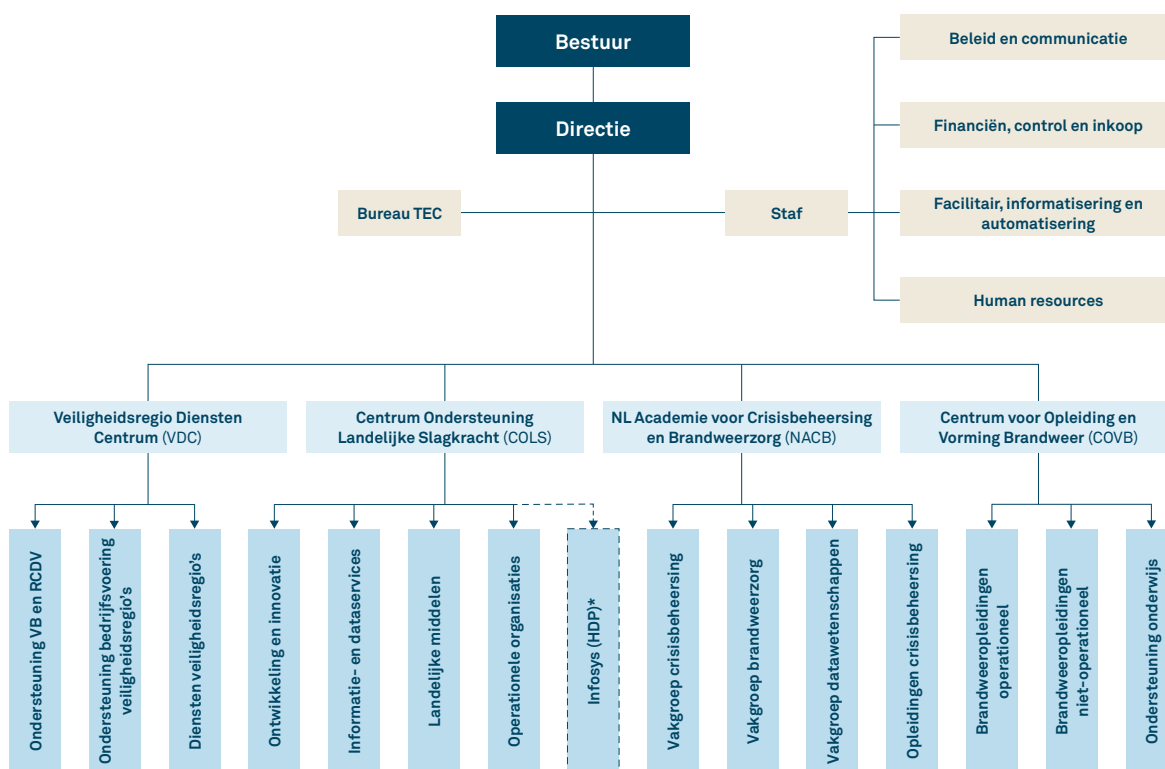 Bestuur
Directie
Beleid en communicatie
Financiën, control en inkoop
Bureau TEC
Staf
Facilitair, informatisering en
automatisering
Human resources
Veiligheidsregio Diensten
Centrum (VDC)
Centrum Ondersteuning
Landelijke Slagkracht (COLS)
NL Academie voor Crisisbeheersing
en Brandweerzorg (NACB)
Centrum voor Opleiding en
Vorming Brandweer (COVB)
Ondersteuning VB en RCDV
Ondersteuning bedrijfsvoering
veiligheidsregio's
Diensten veiligheidsregio's
Ontwikkeling en innovatie
Informatie- en dataservices
Landelijke middelen
Operationele organisaties
Infosys (HDP)*
Vakgroep crisisbeheersing
Vakgroep brandweerzorg
Vakgroep datawetenschappen
Opleidingen crisisbeheersing
Brandweeropleidingen
operationeel
Brandweeropleidingen
niet-operationeel
Ondersteuning onderwijs